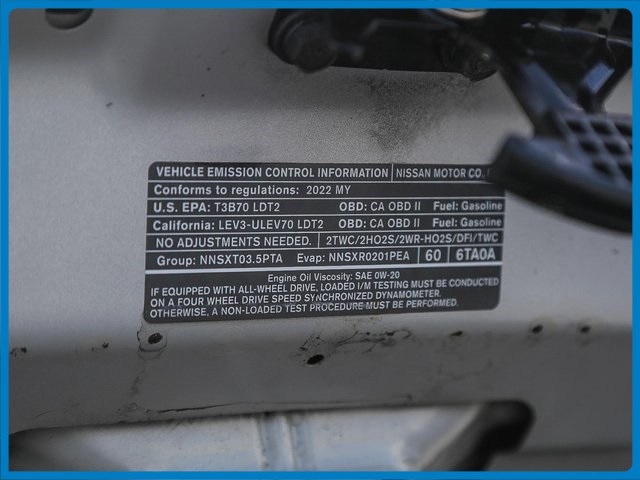 VEHICLE EMISSION CONTROL INFORMATION NISSAN MOTOR CO.
Conforms to regulations: 2022 MY
U.S. EPA: T3B70 LDT2 OBD: CA OBD II Fuel: Gasoline
California: LEV3-ULEV70 LDT2 OBD: CA OBD II Fuel: Gasoline
NO ADJUSTMENTS NEEDED. 2TWC/2HO2S/2WR-HO2S/DFI/TWC
Group: NNSXT03.5PTA Evap: NNSXR0201PEA 60 6TA0A
Engine Oil Viscosity: SAE 0W-20
IF EQUIPPED WITH ALL-WHEEL DRIVE, LOADED I/M TESTING MUST BE CONDUCTED
ON A FOUR WHEEL DRIVE SPEED SYNCHRONIZED DYNAMOMETER.
OTHERWISE, A NON-LOADED TEST PROCEDURE MUST BE PERFORMED.